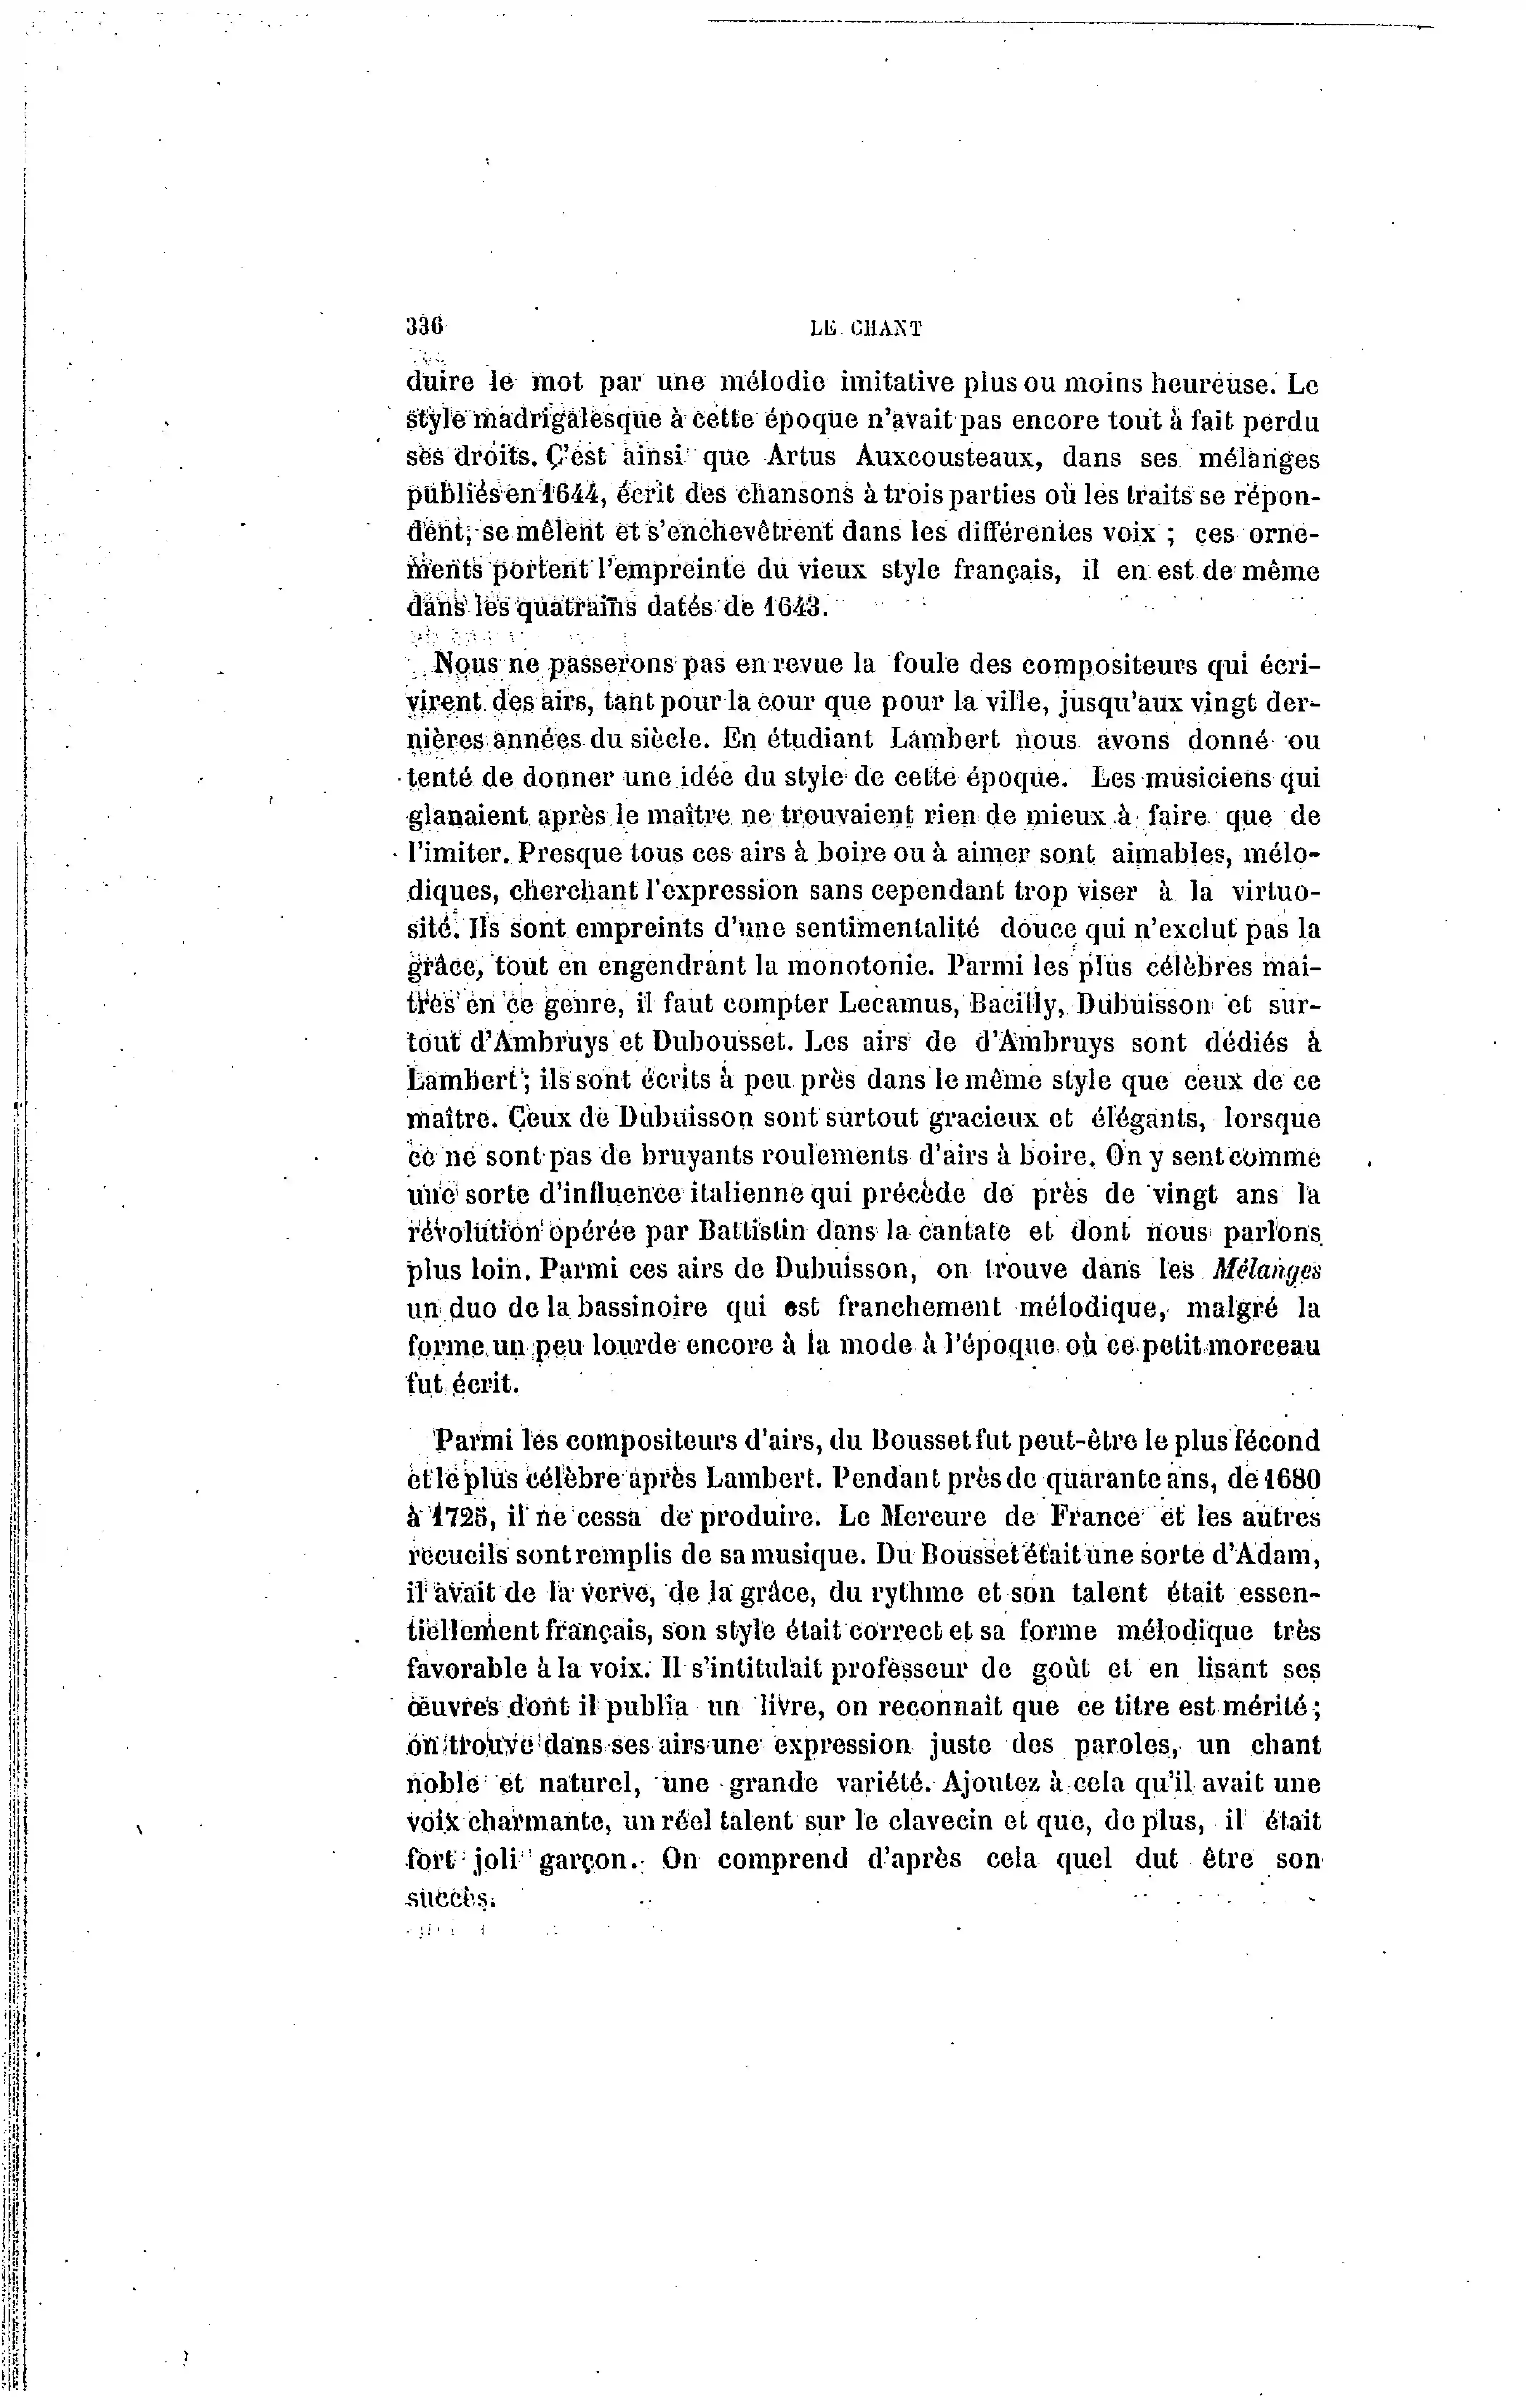 336
LE CHANT
duire le mot par une mélodie imitative plus ou moins heureuse. Le
style madrigalesque à cette époque n'avait pas encore tout à fait perdu
ses droits. C'est ainsi que Artus Auxcousteaux, dans ses mélanges
publiés en 1644, écrit des chansons à trois parties où les traits se répon-
dent, se mêlent et s'enchevêtrent dans les différentes voix ; ces orne-
ments portent l'empreinte du vieux style français, il en est de même
dans les quatrains datés de 1643.
Nous ne passerons pas en revue la foule des compositeurs qui écri-
virent des airs, tant pour la cour que pour la ville, jusqu'aux vingt der-
nières années du siècle. En étudiant Lambert nous avons donné ou
tenté de donner une idée du style de cette époque. Les musiciens qui
glanaient après le maître ne trouvaient rien de mieux à faire que de
l'imiter. Presque tous ces airs à boire ou à aimer sont aimables, mélo-
diques, cherchant l'expression sans cependant trop viser à la virtuo-
sité. Ils sont empreints d'une sentimentalité douce qui n'exclut pas la
grâce, tout en engendrant la monotonie. Parmi les plus célèbres maî-
tres en ce genre, il faut compter Lecamus, Bacilly, Dubuisson et sur-
tout d'Ambruys et Dubousset. Les airs de d'Ambruys sont dédiés à
Lambert ; ils sont écrits à peu près dans le même style que ceux de ce
maître. Ceux de Dubuisson sont surtout gracieux et élégants, lorsque
ce ne sont pas de bruyants roulements d'airs à boire. On y sent comme
une sorte d'influence italienne qui précède de près de vingt ans la
révolution opérée par Battistin dans la cantate et dont nous parlons
plus loin. Parmi ces airs de Dubuisson, on trouve dans les Mélanges
un duo de la bassinoire qui est franchement mélodique, malgré la
forme un peu lourde encore à la mode à l'époque où ce petit morceau
fut écrit.
Parmi les compositeurs d'airs, du Bousset fut peut-être le plus fécond
et le plus célèbre après Lambert. Pendant près de quarante ans, de 1680
à 1725, il ne cessa de produire. Le Mercure de France et les autres
recueils sont remplis de sa musique. Du Bousset était une sorte d'Adam,
il avait de la verve, de la grâce, du rythme et son talent était essen-
tiellement français, son style était correct et sa forme mélodique très
favorable à la voix. Il s'intitulait professeur de goût et en lisant ses
œuvres dont il publia un livre, on reconnait que ce titre est mérité ;
on trouve dans ses airs une expression juste des paroles, un chant
noble et naturel, une grande variété. Ajoutez à cela qu'il avait une
voix charmante, un réel talent sur le clavecin et que, de plus, il était
fort joli garçon. On comprend d'après cela quel dut être son
succès.